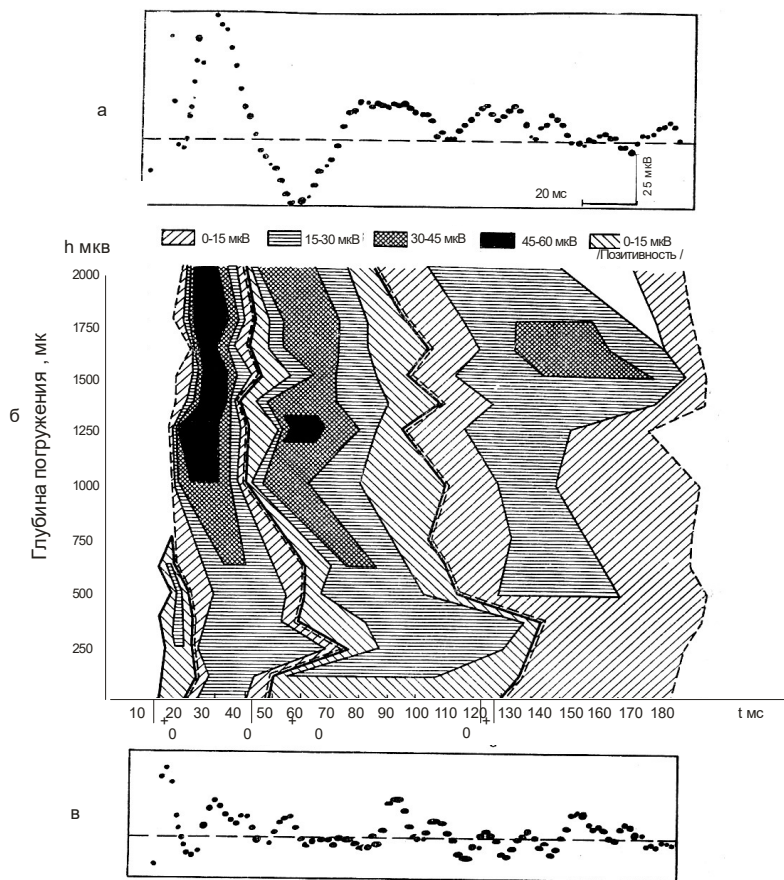 а
20 мс
25 мкВ
h мкв
0-15 мкВ
15-30 мкВ
30-45 мкВ
45-60 мкВ
0-15 мкВ
/Позитивность /
Глубина погружения , мк
2000
1750
1500
1250
1000
750
500
250
б
10 20 30 40 50 60 70 80 90 100 110 120 130 140 150 160 170 180 t мс
+ + +
0 0 0 0
в